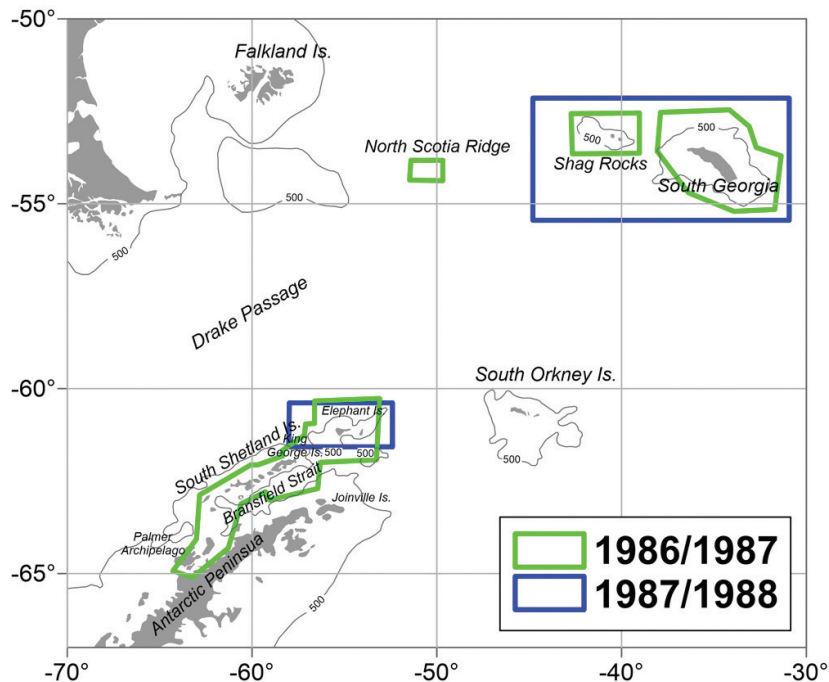 -50°
Falkland Is.
North Scotia Ridge
500
500
Shag Rocks
South Georgia
-55°
500
500
Drake Passage
-60°
South Orkney Is.
Elephant Is.
South Shetland Is.
King
George Is.
500
500
500
Bransfield Strait
Joinville Is.
Palmer
Archipelago
-65°
Antarctic Peninsua
500
1986/1987
1987/1988
-70°
-60°
-50°
-40°
-30°